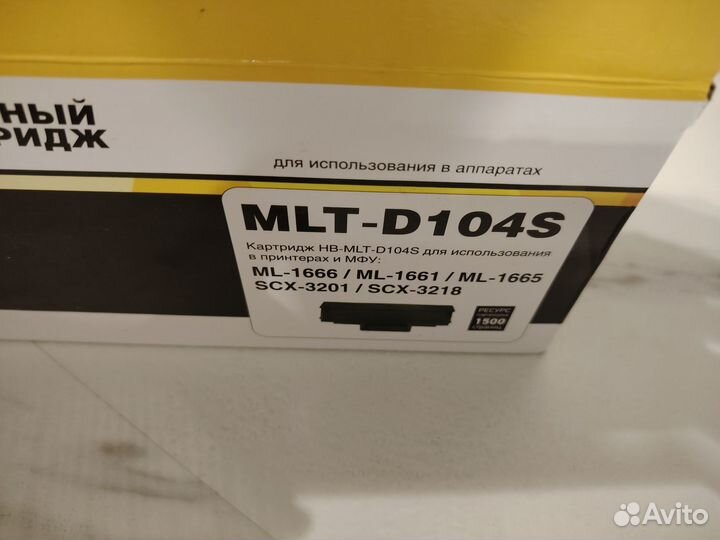 НЫЙ
РИДЖ
для использования в аппаратах
MLT-D104S
Картридж HB-MLT-D104S для использования
в принтерах и МФУ:
ML-1666 / ML-1661 / ML-1665
SCX-3201 / SCX-3218
РЕСУРС
1500
страниц
Avito